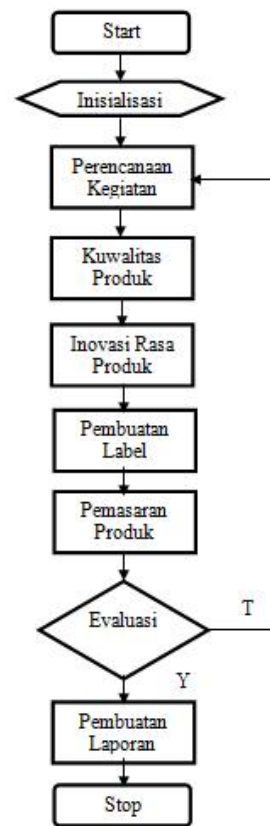 Start
Inisialisasi
Perencanaan
Kegiatan
Kuwalitas
Produk
Inovasi Rasa
Produk
Pembuatan
Label
Pemasaran
Produk
Evaluasi
T
Y
Pembuatan
Laporan
Stop